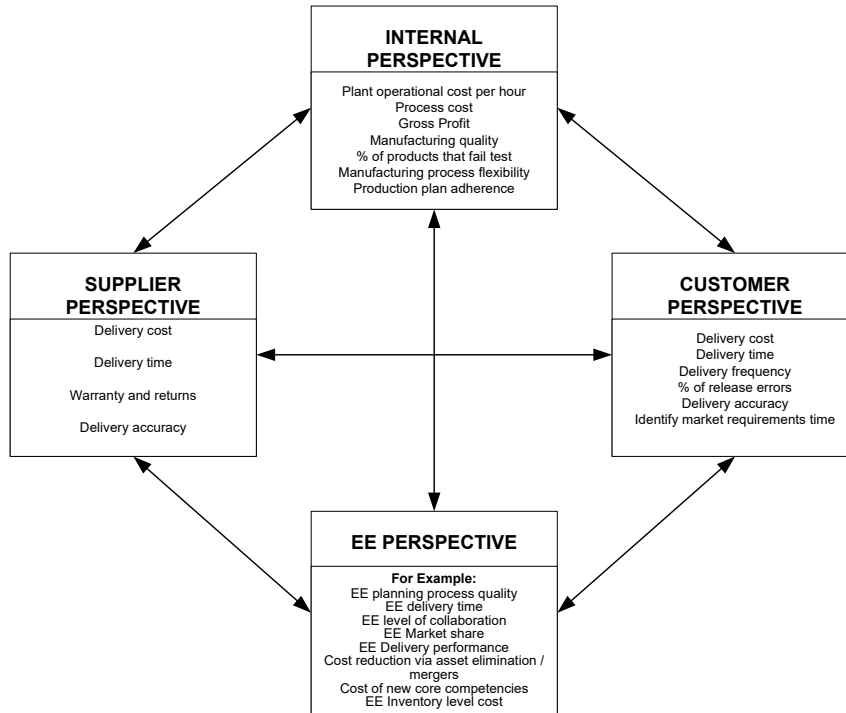 INTERNAL
PERSPECTIVE
Plant operational cost per hour
Process cost
Gross Profit
Manufacturing quality
% of products that fail test
Manufacturing process flexibility
Production plan adherence
SUPPLIER
PERSPECTIVE
Delivery cost
Delivery time
Warranty and returns
Delivery accuracy
CUSTOMER
PERSPECTIVE
Delivery cost
Delivery time
Delivery frequency
% of release errors
Delivery accuracy
Identify market requirements time
EE PERSPECTIVE
For Example:
EE planning process quality
EE delivery time
EE level of collaboration
EE Market share
EE Delivery performance
Cost reduction via asset elimination /
mergers
Cost of new core competencies
EE Inventory level cost